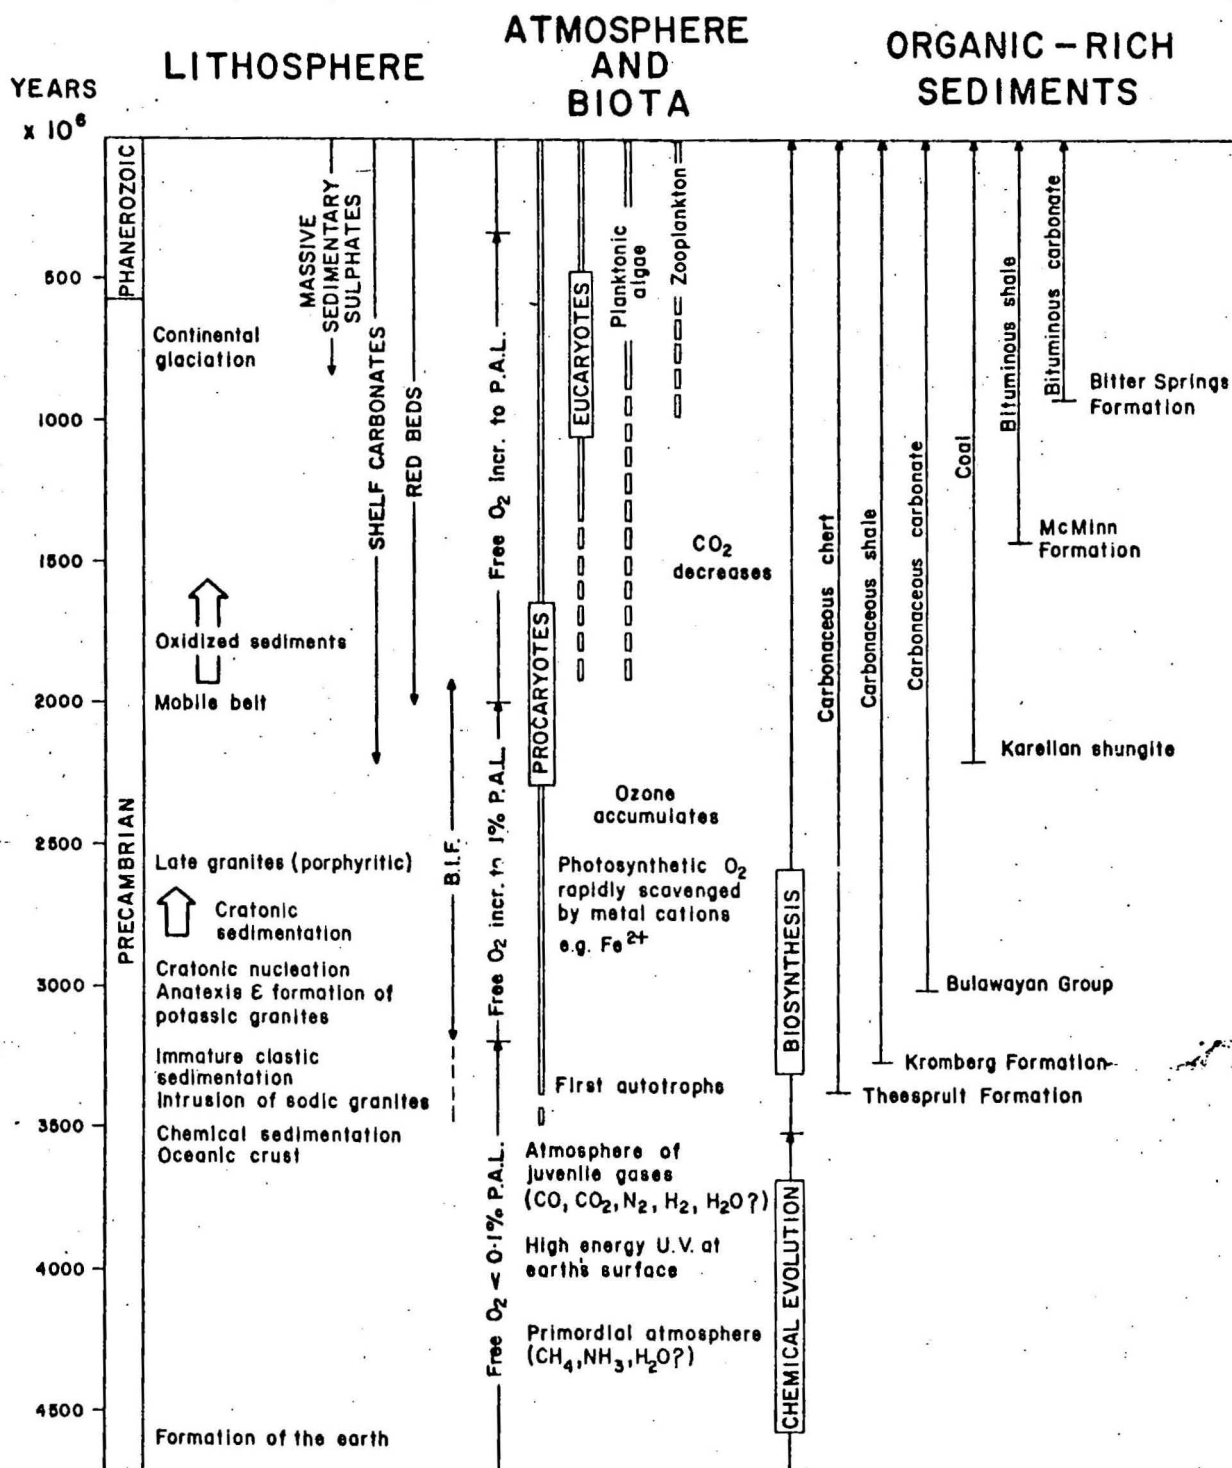 LITHOSPHERE
ATMOSPHERE
AND
BIOTA
ORGANIC-RICH
SEDIMENTS
YEARS
x 10⁶
500
1000
1500
2000
2500
3000
3500
4000
4500
PHANEROZOIC
PRECAMBRIAN
Continental
glaciation
Oxidized sediments
Mobile belt
Late granites (porphyritic)
Cratonic
sedimentation
Cratonic nucleation
Anatexis & formation of
potassic granites
Immature clastic
sedimentation
Intrusion of sodic granites
Chemical sedimentation
Oceanic crust
Formation of the earth
MASSIVE
SEDIMENTARY
SULPHATES
SHELF CARBONATES
RED BEDS
B.I.F.
Free O₂ incr. to P.A.L.
Free O₂ incr. to 1% P.A.L.
Free O₂ < 0·1% P.A.L.
PROCARYOTES
EUCARYOTES
Planktonic
algae
Zooplankton
CO₂
decreases
Ozone
accumulates
Photosynthetic O₂
rapidly scavenged
by metal cations
e.g. Fe²⁺
First autotrophs
Atmosphere of
juvenile gases
(CO, CO₂, N₂, H₂, H₂O?)
High energy U.V. at
earth's surface
Primordial atmosphere
(CH₄, NH₃, H₂O?)
BIOSYNTHESIS
CHEMICAL EVOLUTION
Carbonaceous chert
Carbonaceous shale
Carbonaceous carbonate
Coal
Bituminous shale
Bituminous carbonate
Bitter Springs
Formation
McMinn
Formation
Karelian shungite
Bulawayan Group
Kromberg Formation
Theespruit Formation